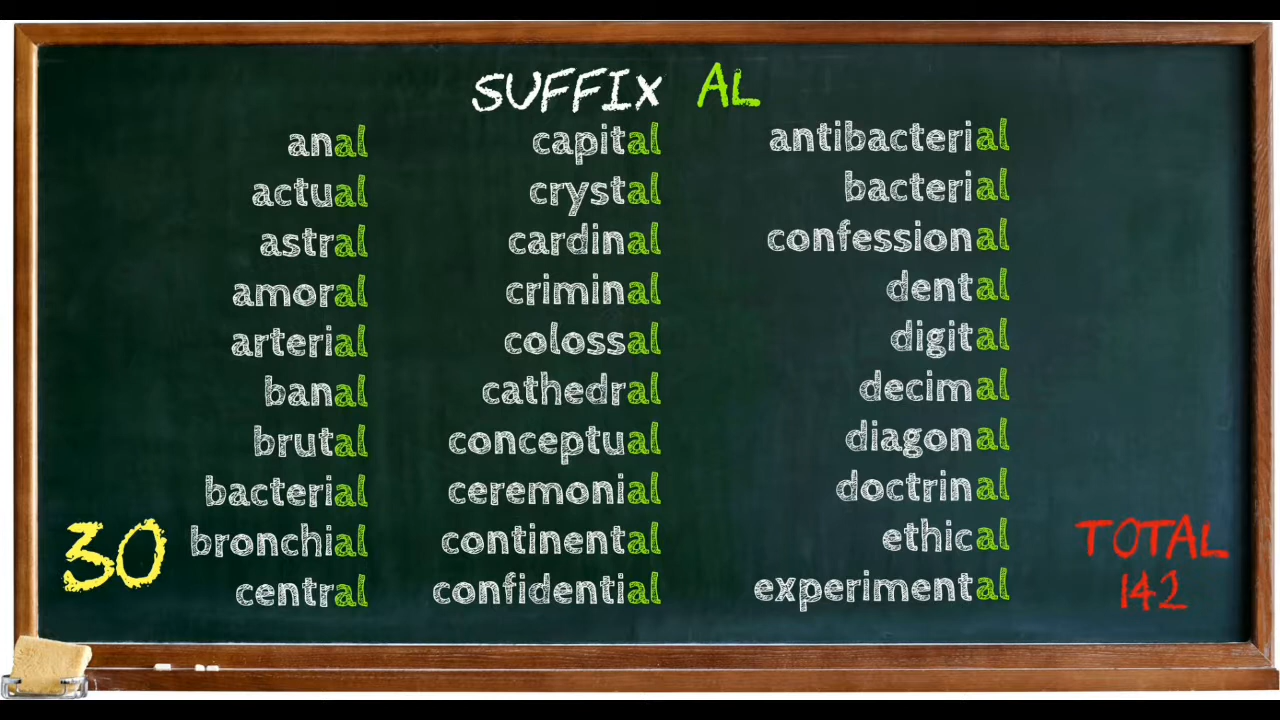 SUFFIX AL
anal
actual
astral
amoral
arterial
banal
brutal
bacterial
bronchial
central
capital
crystal
cardinal
criminal
colossal
cathedral
conceptual
ceremonial
continental
confidential
antibacterial
bacterial
confessional
dental
digital
decimal
diagonal
doctrinal
ethical
experimental
30
TOTAL
142